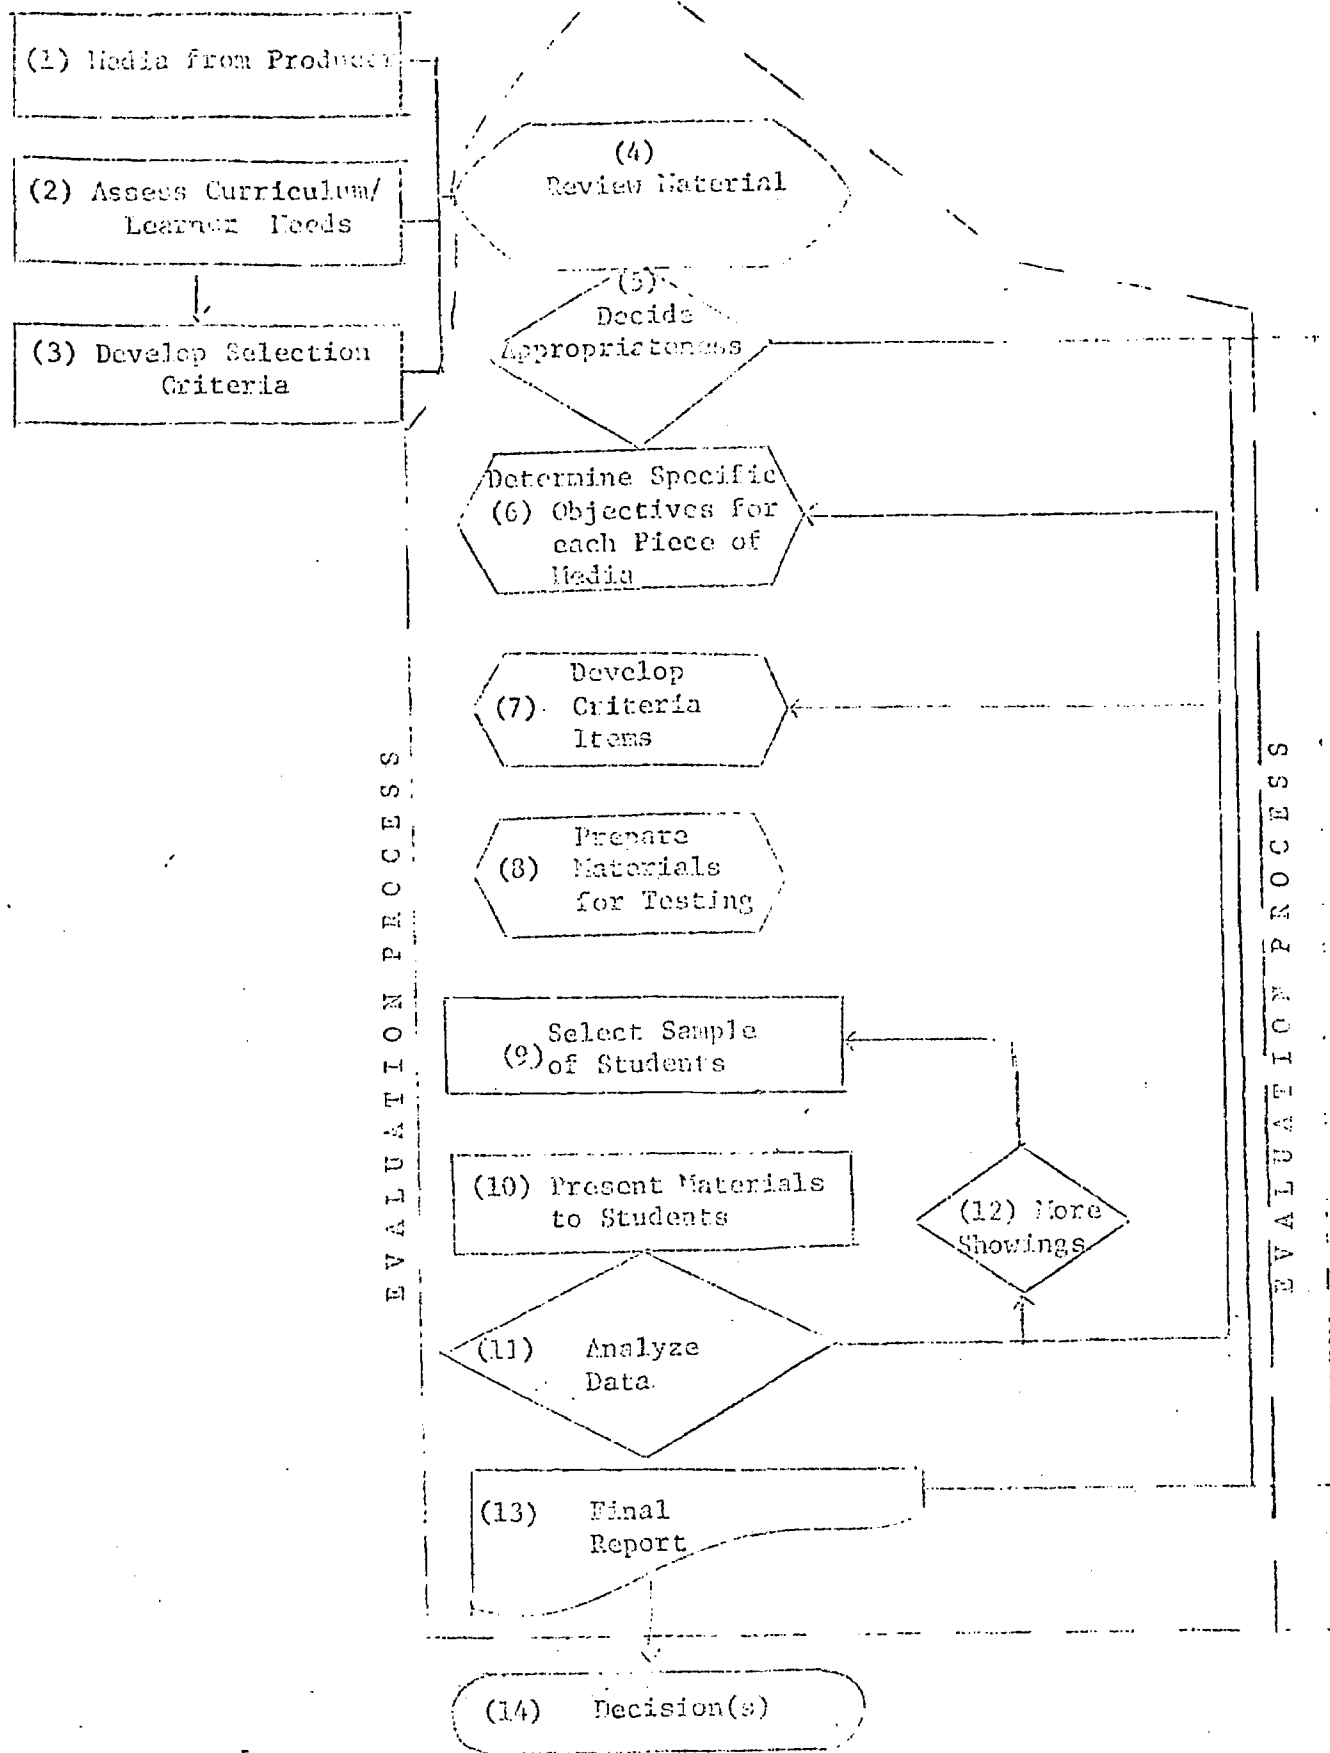 (1) Media from Producer
(2) Assess Curriculum/
Learner Needs
(3) Develop Selection
Criteria
(4)
Review Material
(5)
Decide
Appropriateness
Determine Specific
(6) Objectives for
each Piece of
Media
Develop
(7) Criteria
Items
Prepare
(8) Materials
for Testing
EVALUATION PROCESS
EVALUATION PROCESS
Select Sample
(9) of Students
(10) Present Materials
to Students
(12) More
Showings
(11) Analyze
Data
(13) Final
Report
(14) Decision(s)